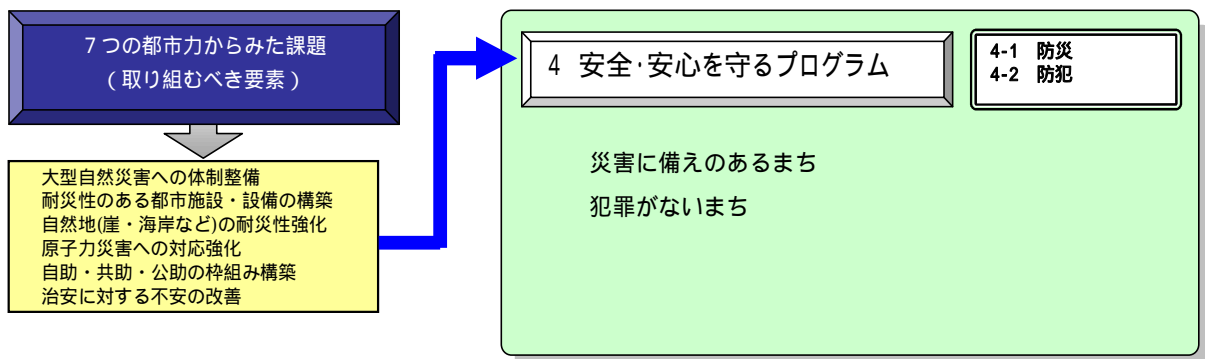 ７つの都市力からみた課題
（取り組むべき要素）
大型自然災害への体制整備
耐災性のある都市施設・設備の構築
自然地(崖・海岸など)の耐災性強化
原子力災害への対応強化
自助・共助・公助の枠組み構築
治安に対する不安の改善
4 安全･安心を守るプログラム
4-1 防災
4-2 防犯
災害に備えのあるまち
犯罪がないまち